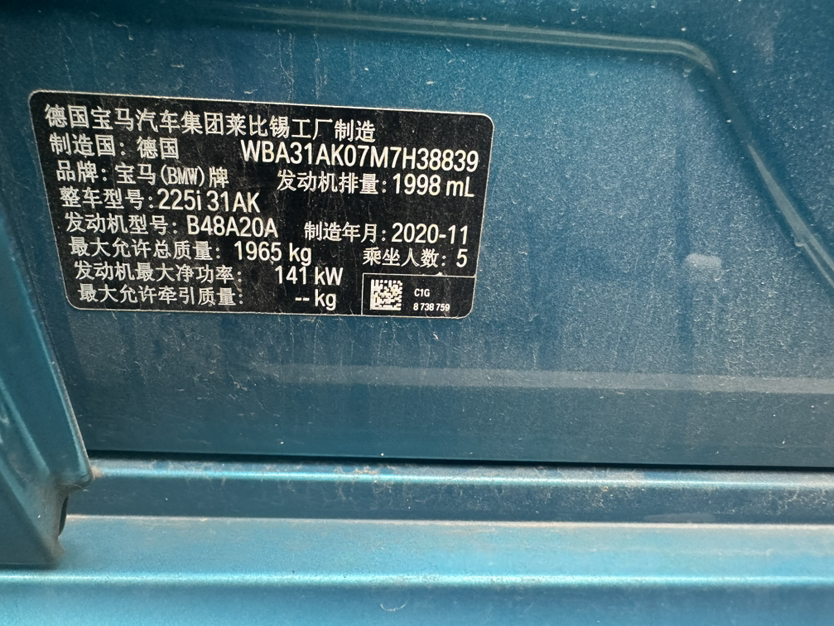 德国宝马汽车集团莱比锡工厂制造
制造国: 德国 WBA31AK07M7H38839
品牌: 宝马(BMW)牌 发动机排量: 1998 mL
整车型号: 225i 31AK
发动机型号: B48A20A 制造年月: 2020-11
最大允许总质量: 1965 kg 乘坐人数: 5
发动机最大净功率: 141 kW
最大允许牵引质量: -- kg
C1G
8 738 759